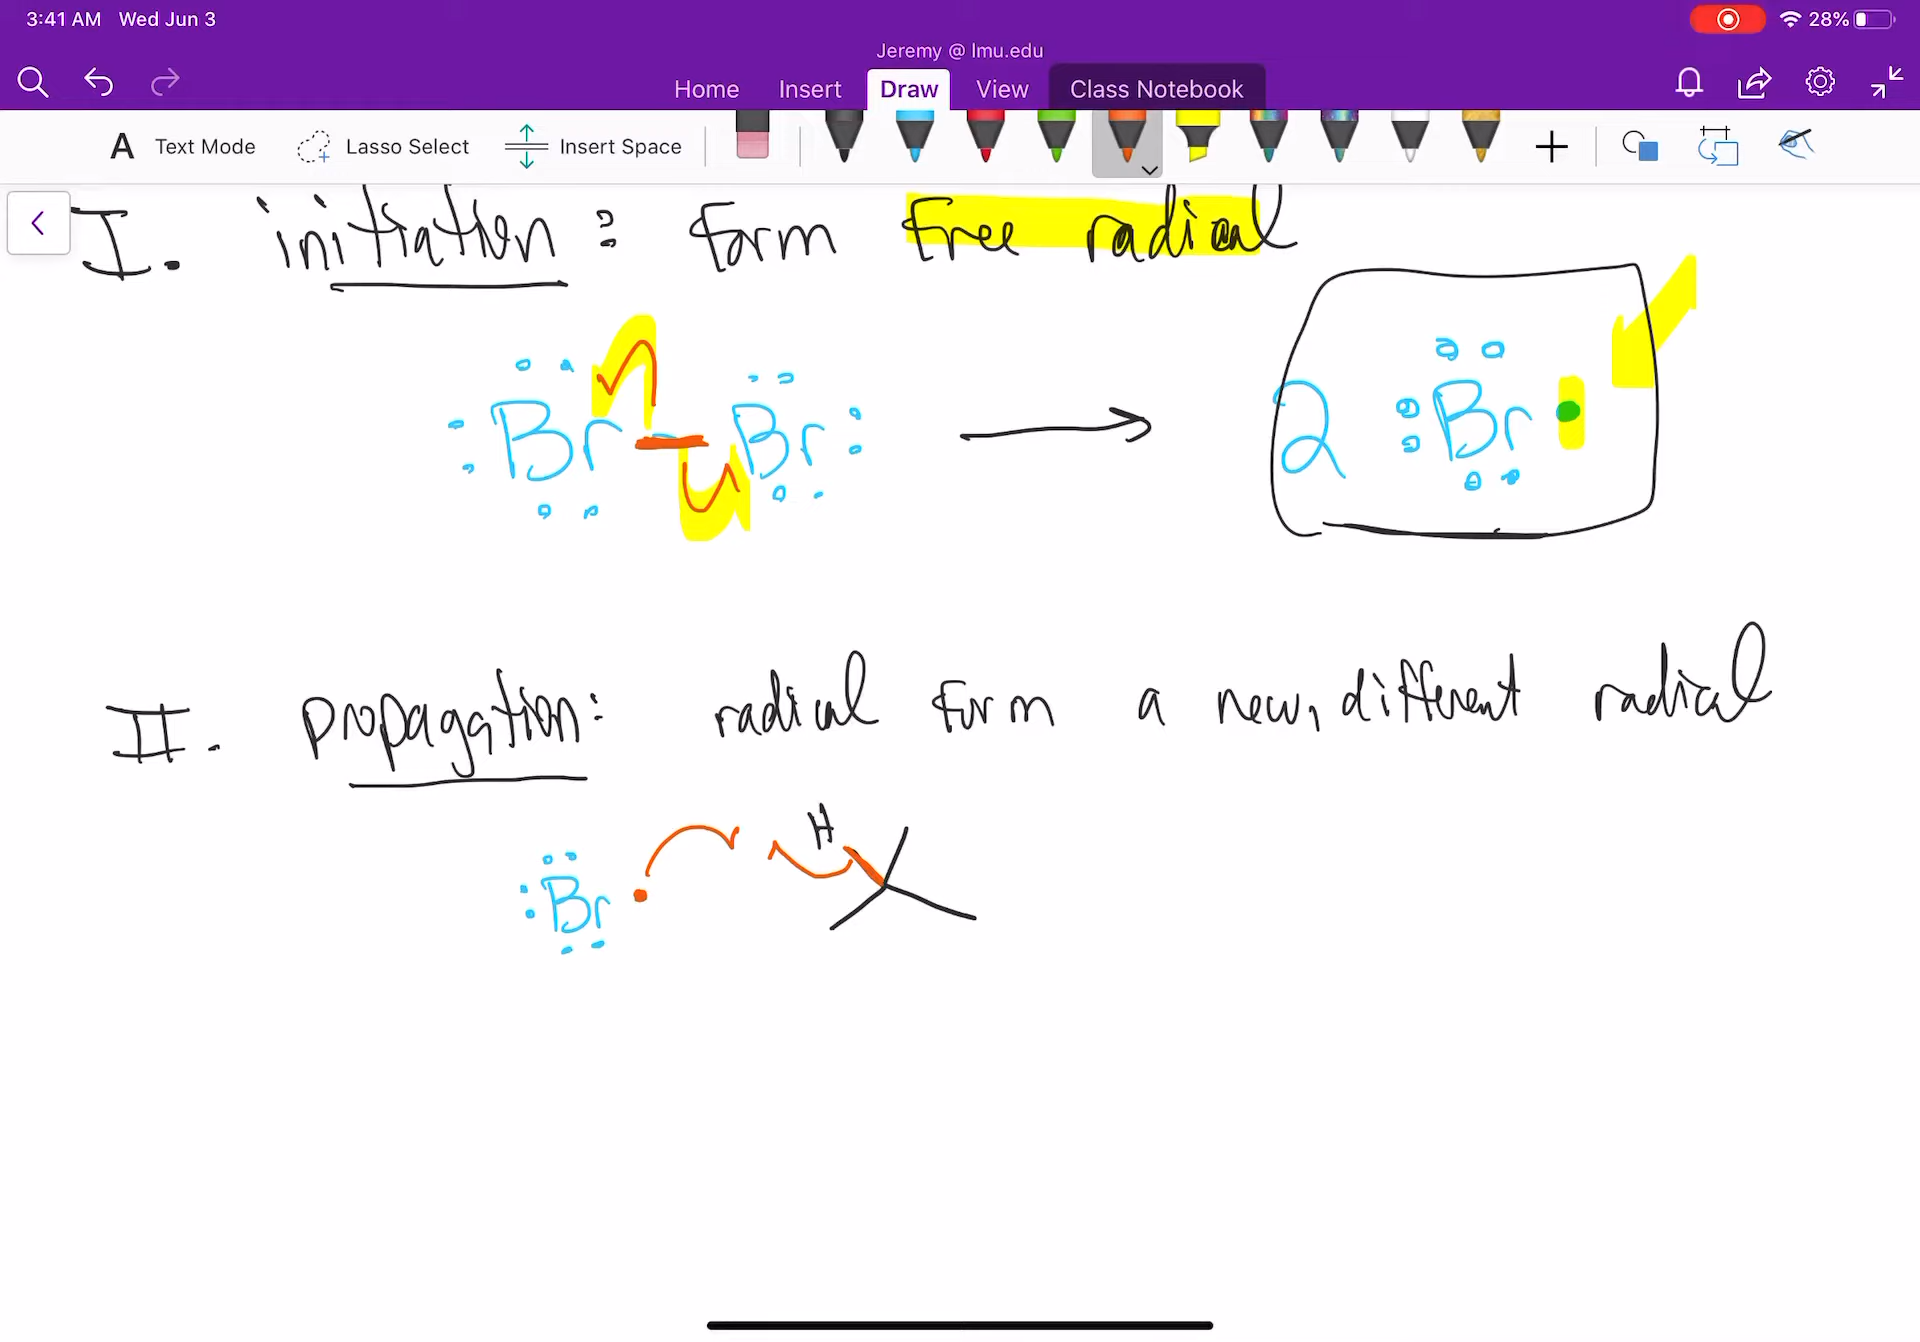 3:41 AM Wed Jun 3
28%
Jeremy @ lmu.edu
Home Insert Draw View Class Notebook
A Text Mode Lasso Select Insert Space
I. initiation: form free radical
:Br-Br: → 2 :Br•
II. propagation: radical form a new, different radical
:Br• H